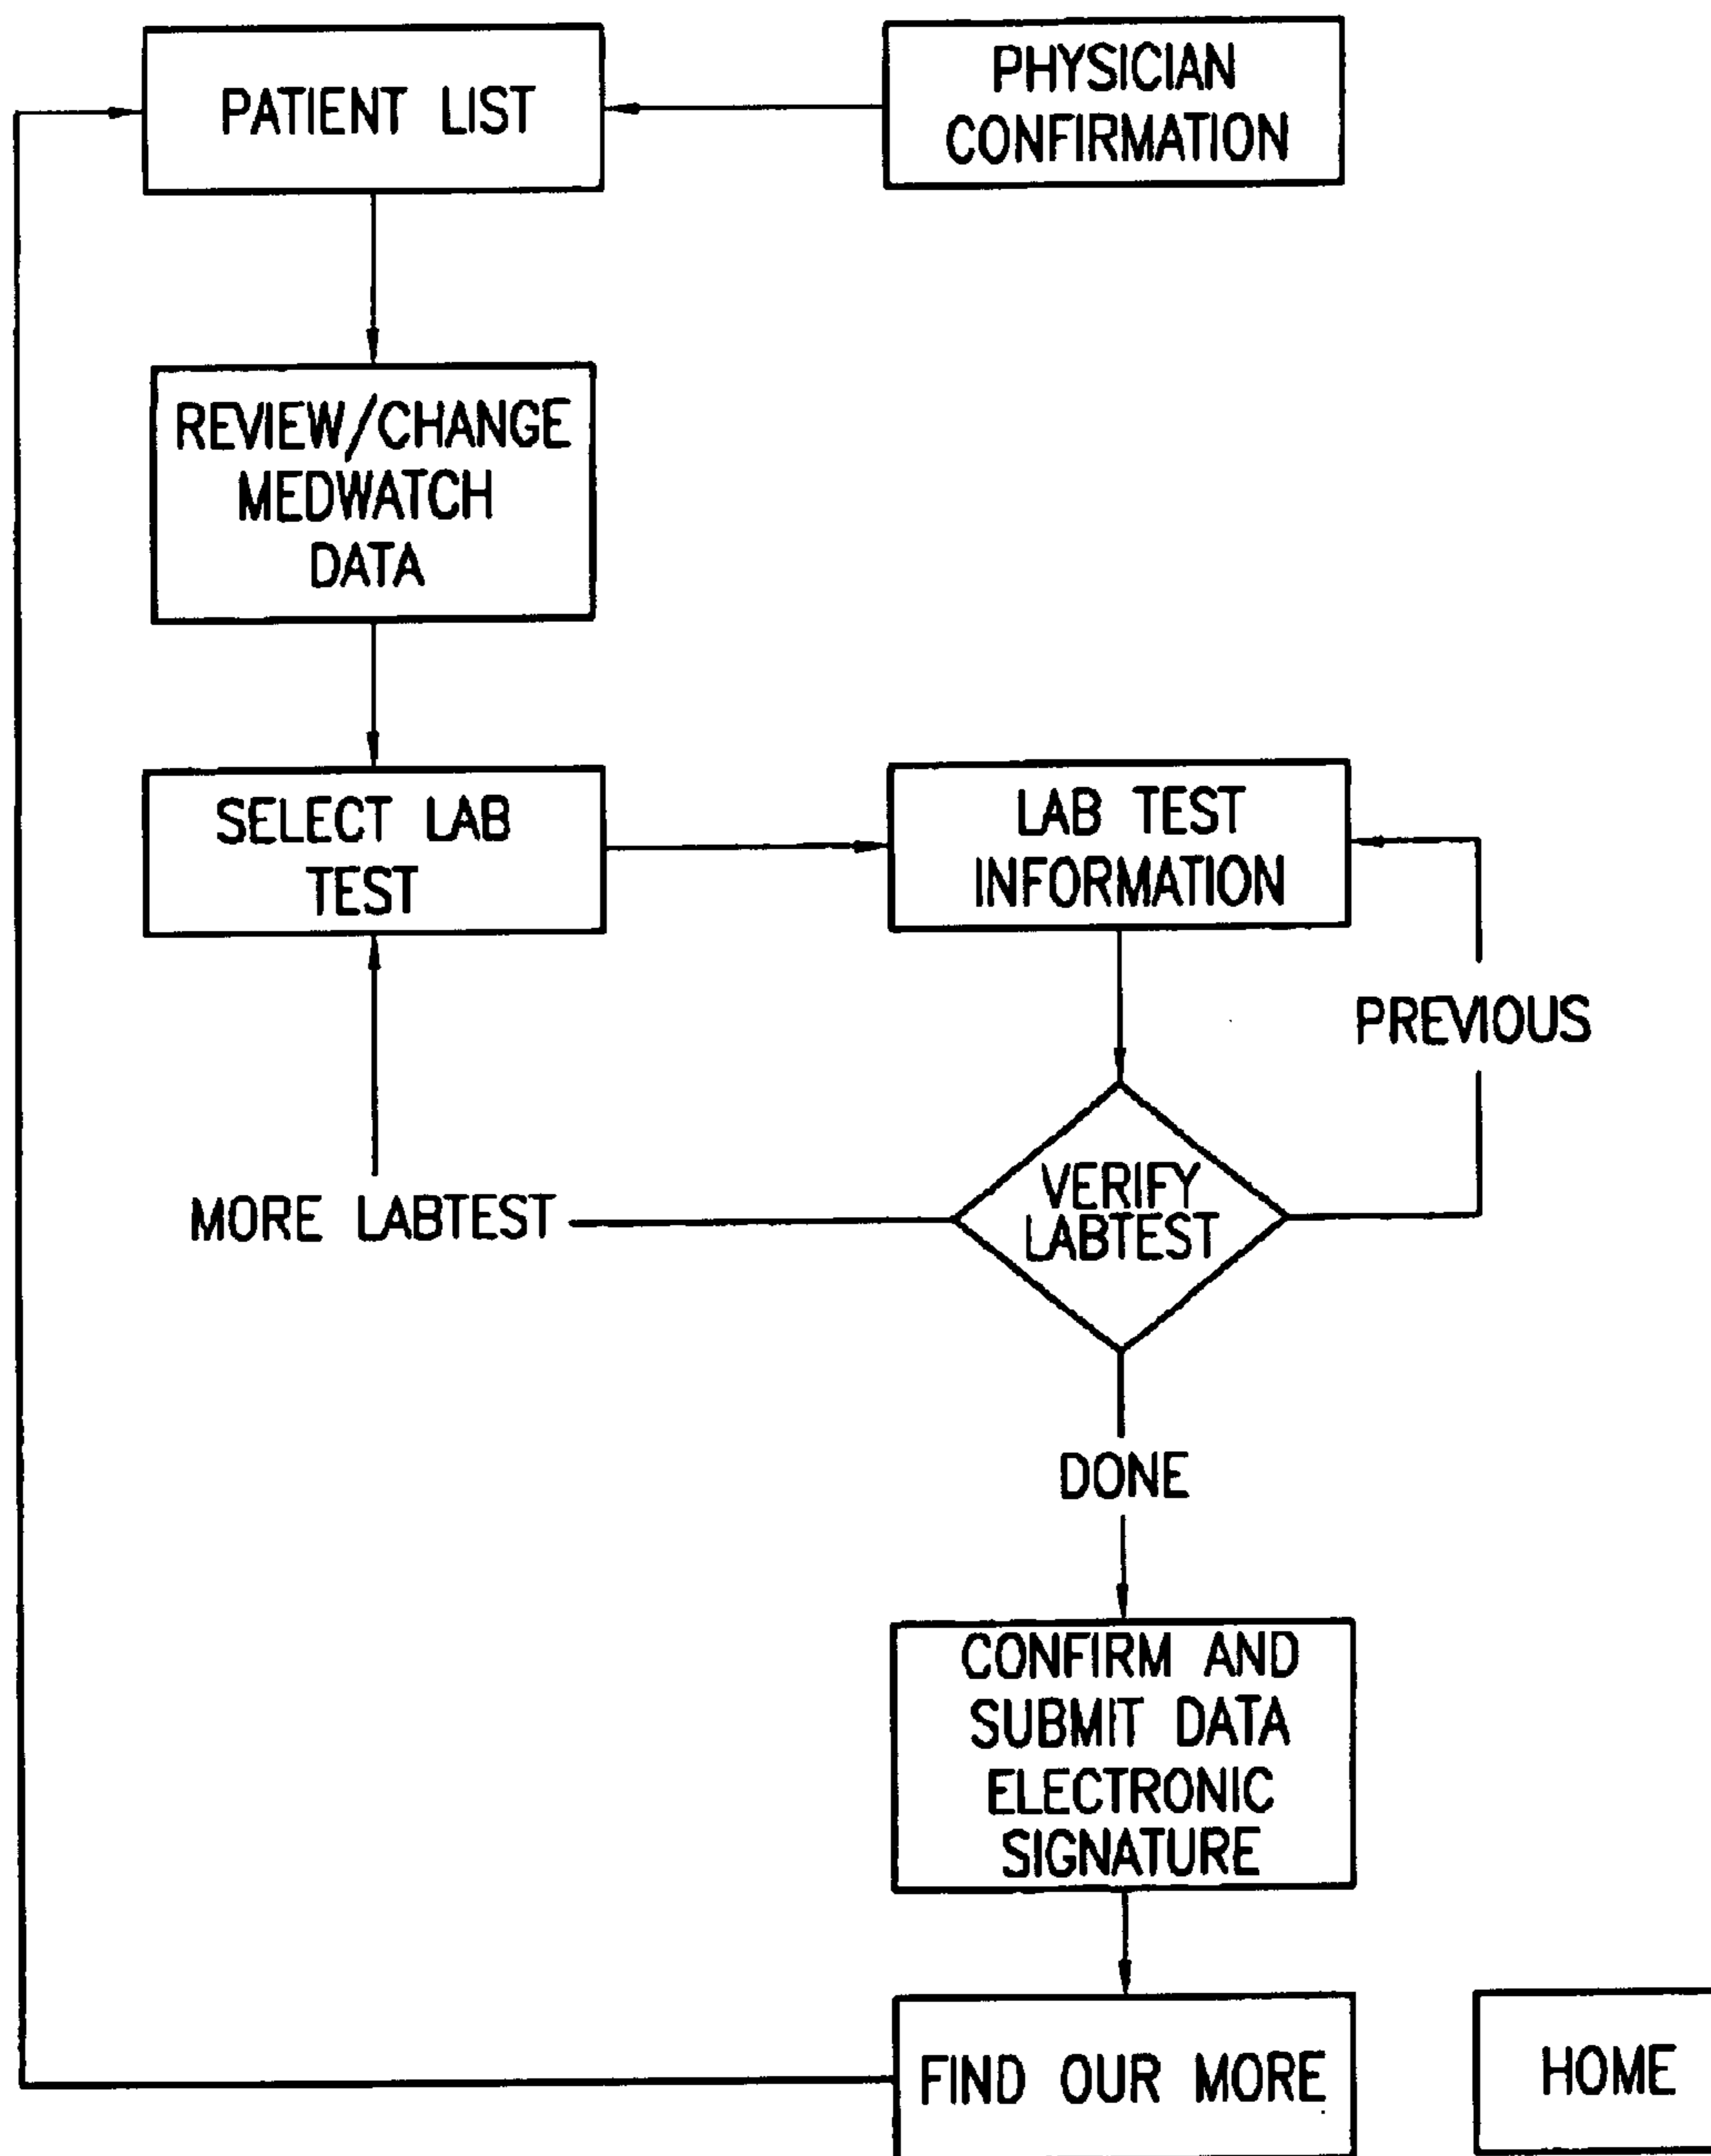 PATIENT LIST
PHYSICIAN
CONFIRMATION
REVIEW/CHANGE
MEDWATCH
DATA
SELECT LAB
TEST
LAB TEST
INFORMATION
PREVIOUS
MORE LABTEST
VERIFY
LABTEST
DONE
CONFIRM AND
SUBMIT DATA
ELECTRONIC
SIGNATURE
FIND OUR MORE
HOME